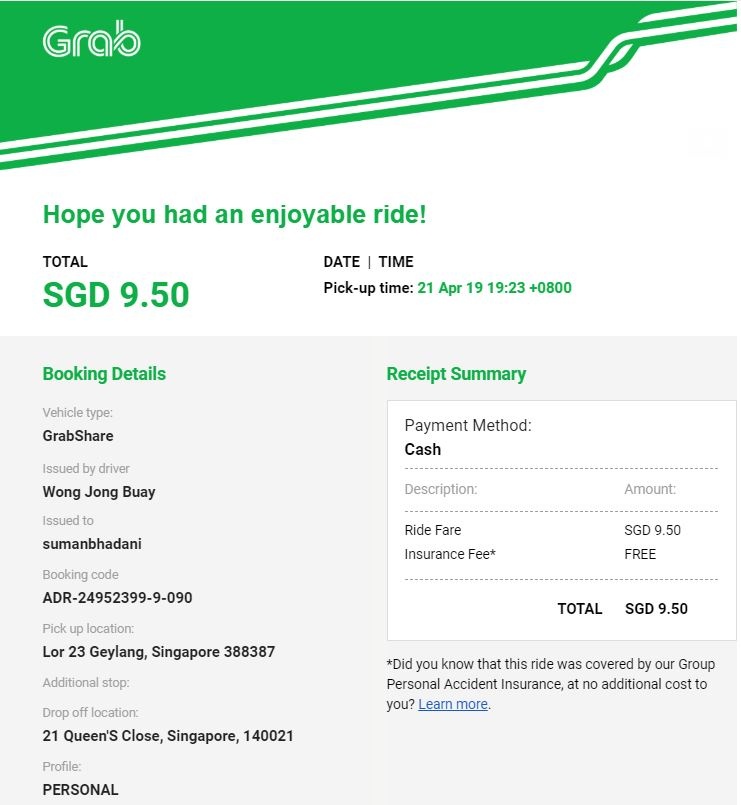 Grab
Hope you had an enjoyable ride!
TOTAL
SGD 9.50
DATE | TIME
Pick-up time: 21 Apr 19 19:23 +0800
Booking Details
Vehicle type:
GrabShare
Issued by driver
Wong Jong Buay
Issued to
sumanbhadani
Booking code
ADR-24952399-9-090
Pick up location:
Lor 23 Geylang, Singapore 388387
Additional stop:
Drop off location:
21 Queen'S Close, Singapore, 140021
Profile:
PERSONAL
Receipt Summary
Payment Method:
Cash
Description: Amount:
Ride Fare SGD 9.50
Insurance Fee* FREE
TOTAL SGD 9.50
*Did you know that this ride was covered by our Group
Personal Accident Insurance, at no additional cost to
you? Learn more.